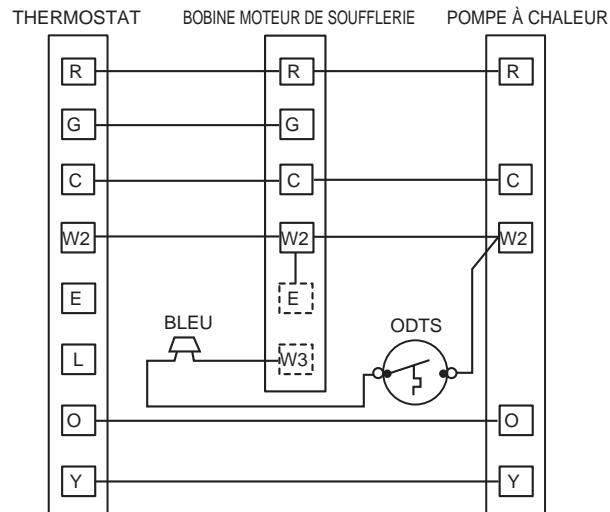 THERMOSTAT BOBINE MOTEUR DE SOUFFLERIE POMPE À CHALEUR
R R R
G G
C C C
W2 W2 W2
E E
BLEU ODTS
L W3
O O
Y Y